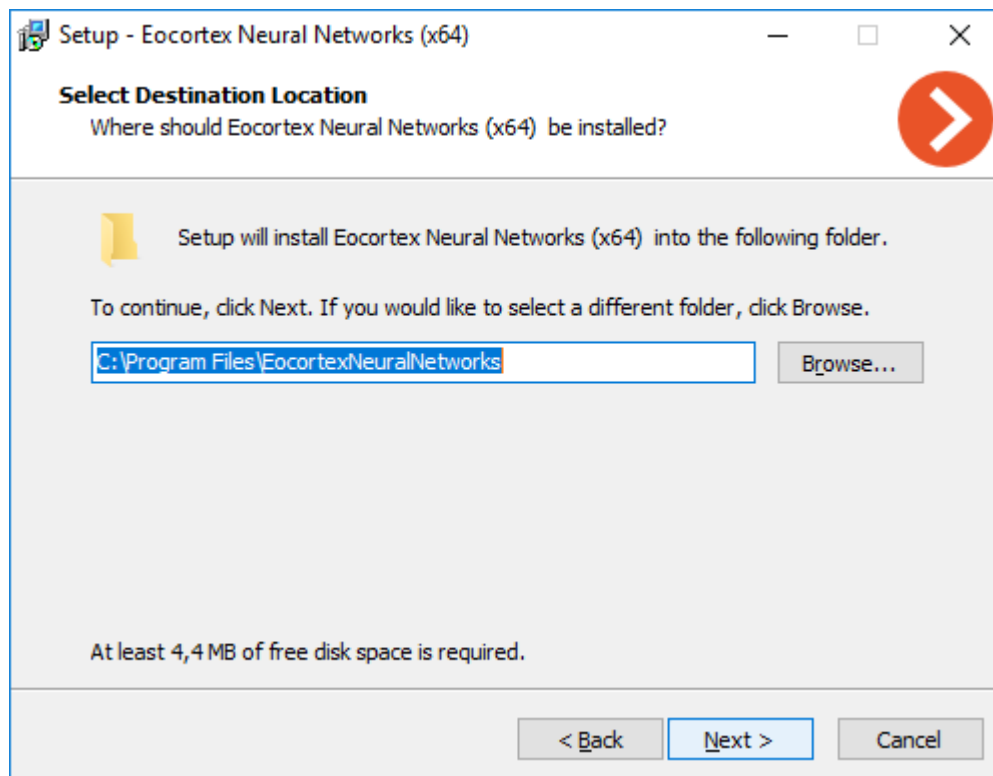 Setup - Eocortex Neural Networks (x64)
Select Destination Location
Where should Eocortex Neural Networks (x64)  be installed?
Setup will install Eocortex Neural Networks (x64)  into the following folder.
To continue, click Next. If you would like to select a different folder, click Browse.
C:\Program Files\EocortexNeuralNetworks
Browse...
At least 4,4 MB of free disk space is required.
< Back
Next >
Cancel